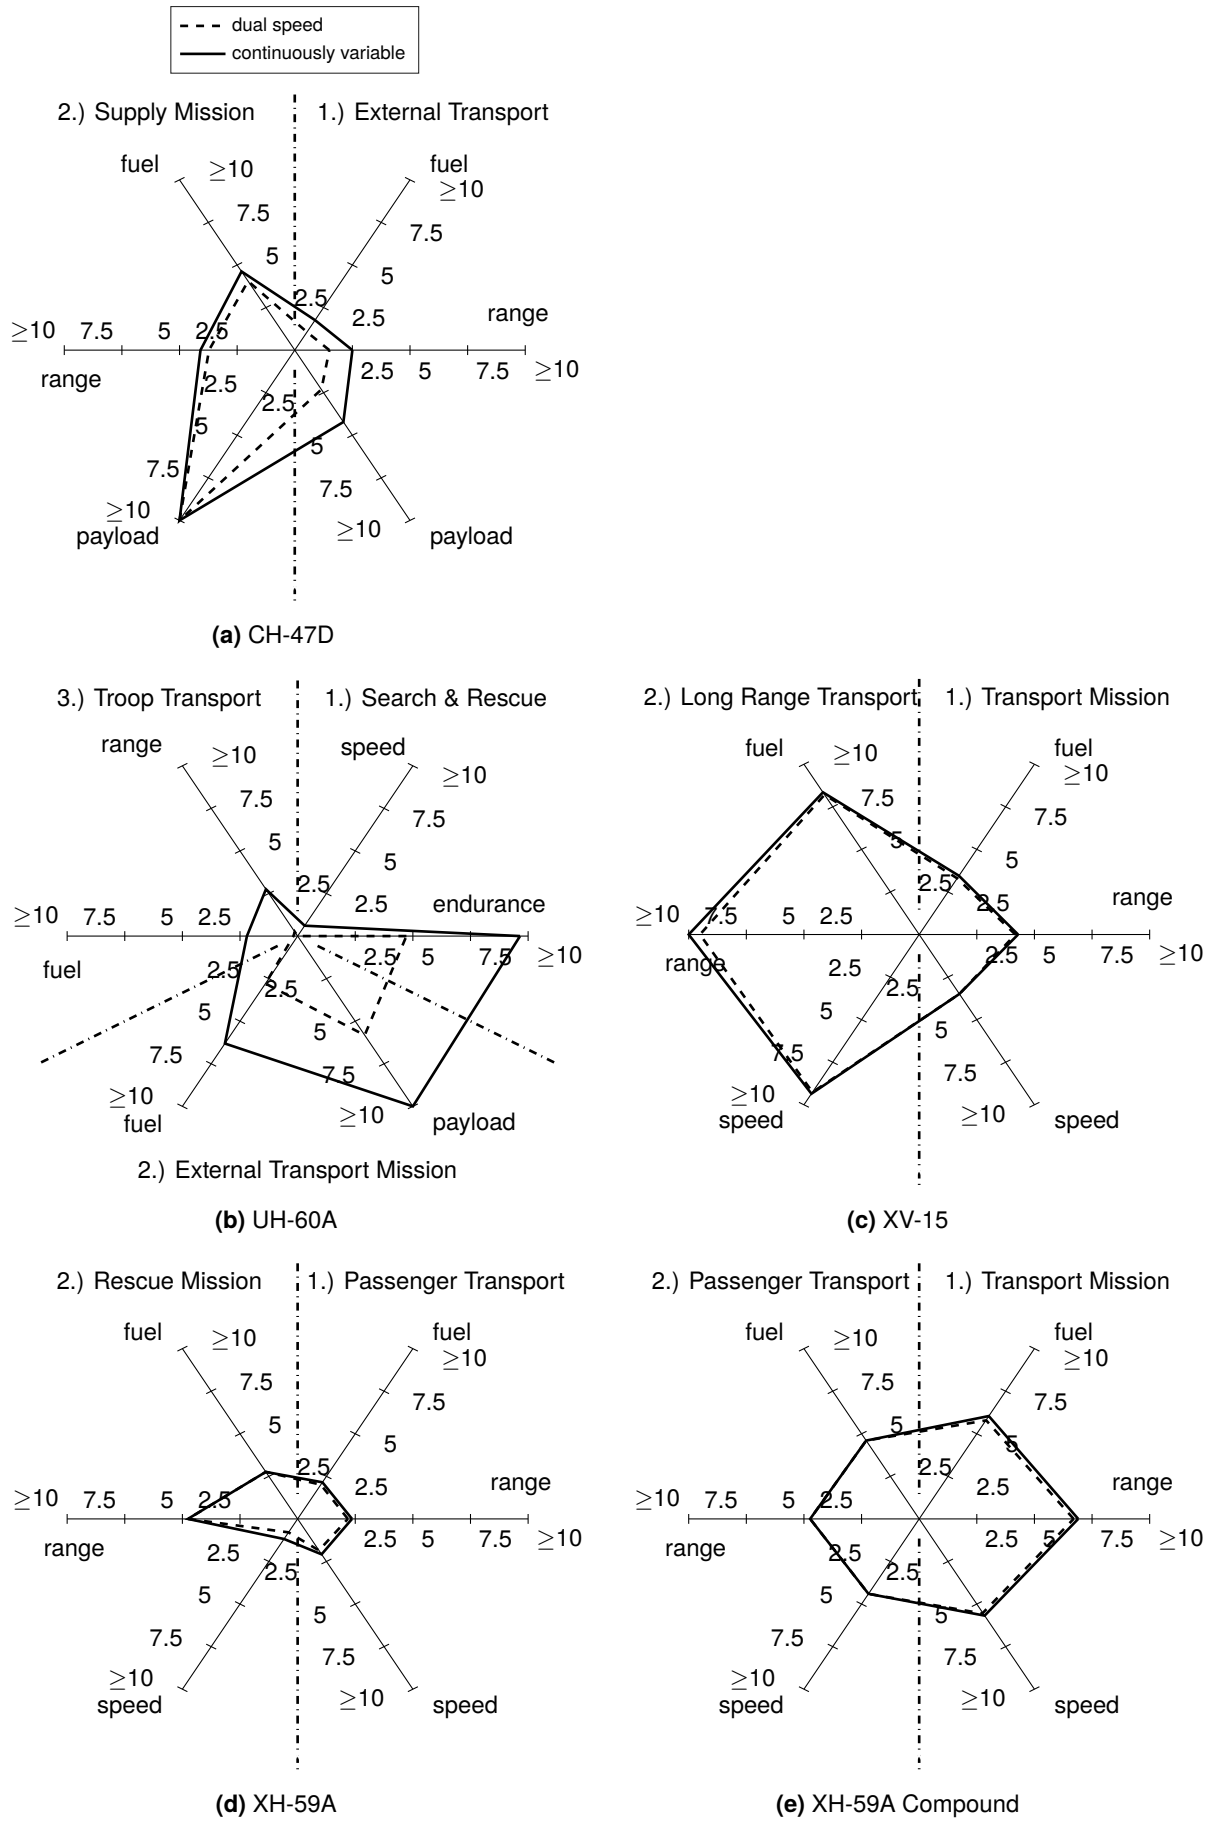 dual speed
continuously variable
2.) Supply Mission 1.) External Transport
fuel ≥10 fuel ≥10
7.5 7.5
5 5
2.5 2.5 range
≥10 7.5 5 2.5
range 2.5 5 7.5 ≥10
2.5 2.5
5 5
7.5 7.5
≥10 ≥10
payload payload
(a) CH-47D
3.) Troop Transport 1.) Search & Rescue
range ≥10 speed ≥10
7.5 7.5
5 5
2.5 2.5 endurance
≥10 7.5 5 2.5
fuel 2.5 5 7.5 ≥10
2.5 2.5
5 5
7.5 7.5
≥10 ≥10
fuel payload
2.) External Transport Mission
(b) UH-60A
2.) Long Range Transport 1.) Transport Mission
fuel ≥10 fuel ≥10
7.5 7.5
5 5
2.5 2.5 range
≥10 7.5 5 2.5
range 2.5 5 7.5 ≥10
2.5 2.5
5 5
7.5 7.5
≥10 ≥10
speed speed
(c) XV-15
2.) Rescue Mission 1.) Passenger Transport
fuel ≥10 fuel ≥10
7.5 7.5
5 5
2.5 2.5 range
≥10 7.5 5 2.5
range 2.5 5 7.5 ≥10
2.5 2.5
5 5
7.5 7.5
≥10 ≥10
speed speed
(d) XH-59A
2.) Passenger Transport 1.) Transport Mission
fuel ≥10 fuel ≥10
7.5 7.5
5 5
2.5 2.5 range
≥10 7.5 5 2.5
range 2.5 5 7.5 ≥10
2.5 2.5
5 5
7.5 7.5
≥10 ≥10
speed speed
(e) XH-59A Compound